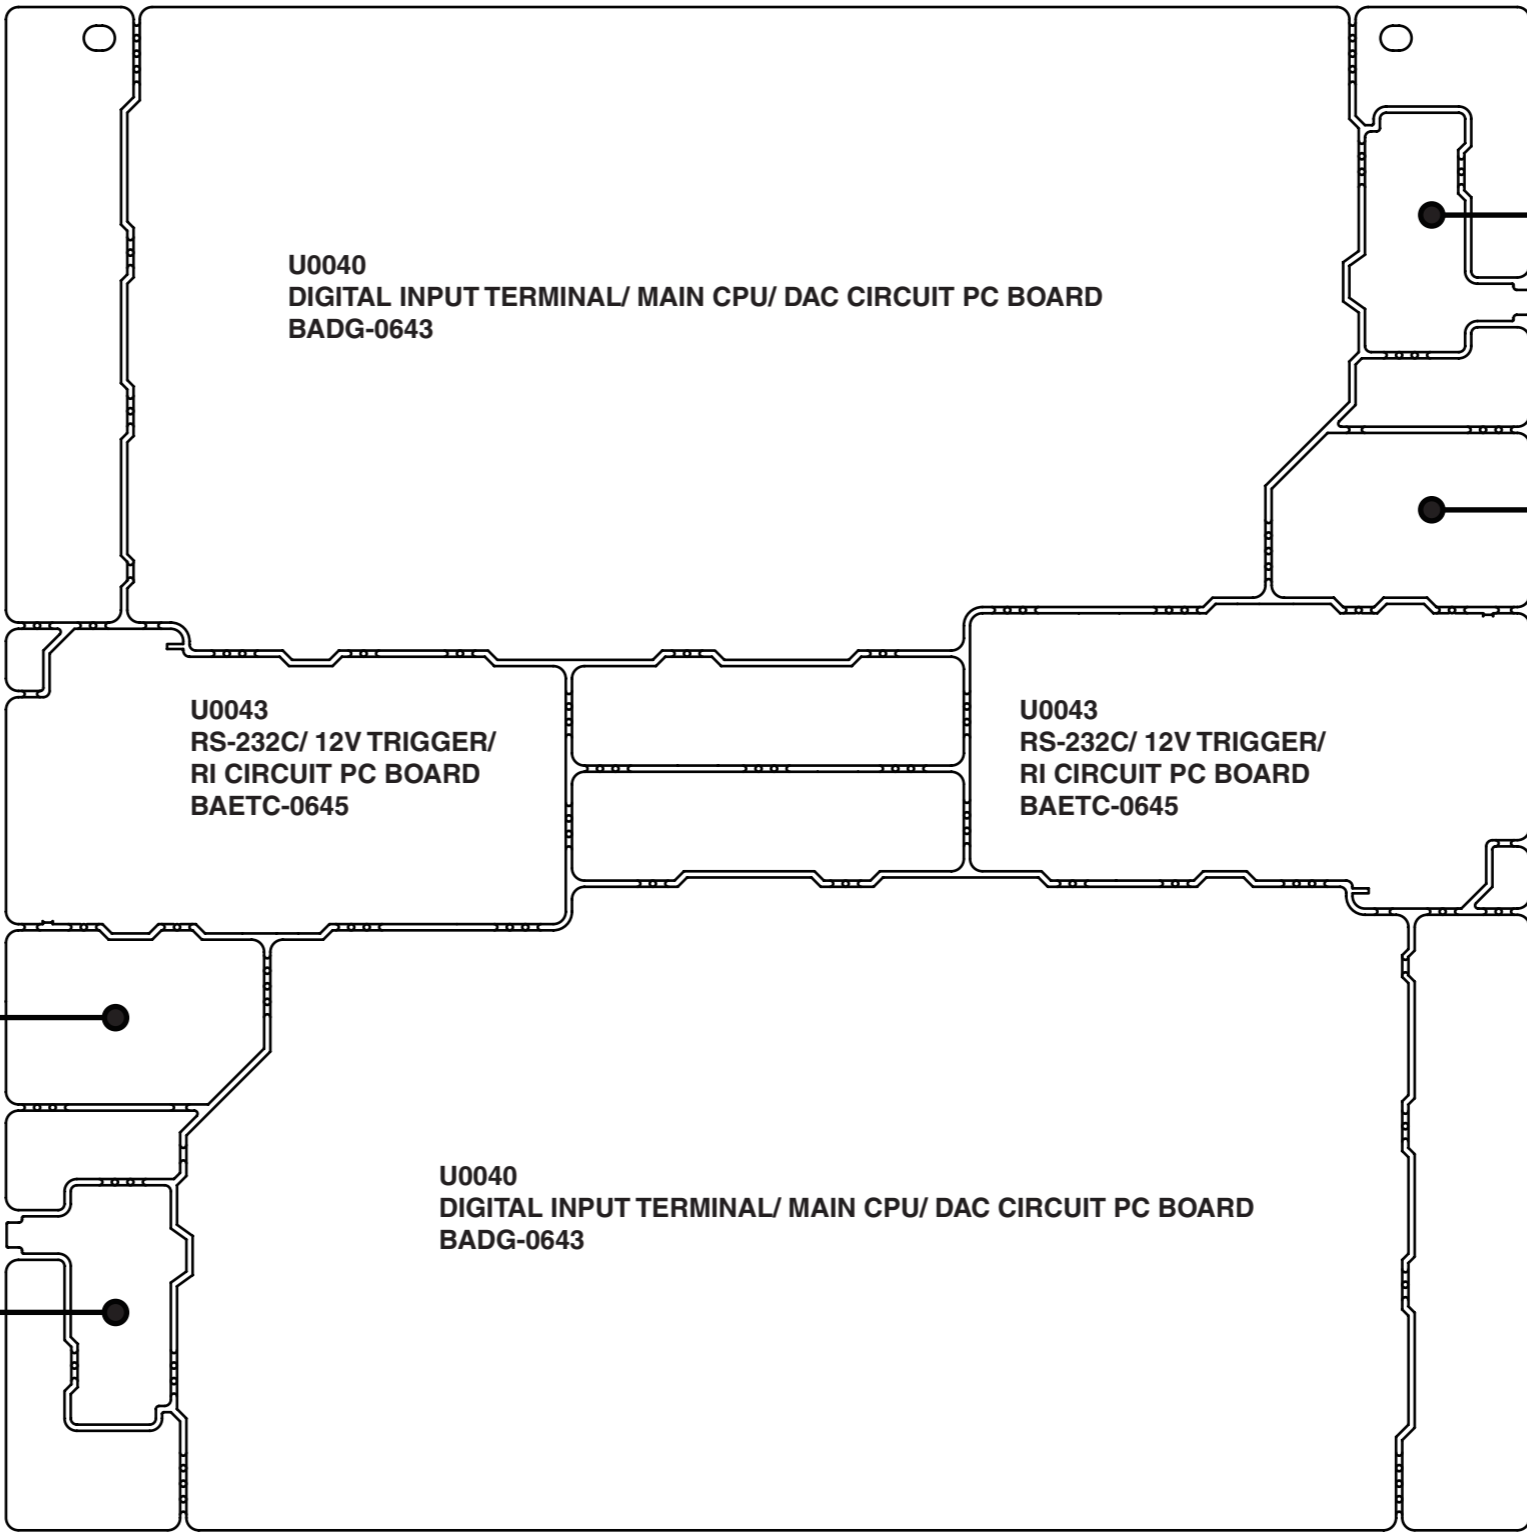 U0040
DIGITAL INPUT TERMINAL/ MAIN CPU/ DAC CIRCUIT PC BOARD
BADG-0643
U0043
RS-232C/ 12V TRIGGER/
RI CIRCUIT PC BOARD
BAETC-0645
U0043
RS-232C/ 12V TRIGGER/
RI CIRCUIT PC BOARD
BAETC-0645
U0040
DIGITAL INPUT TERMINAL/ MAIN CPU/ DAC CIRCUIT PC BOARD
BADG-0643